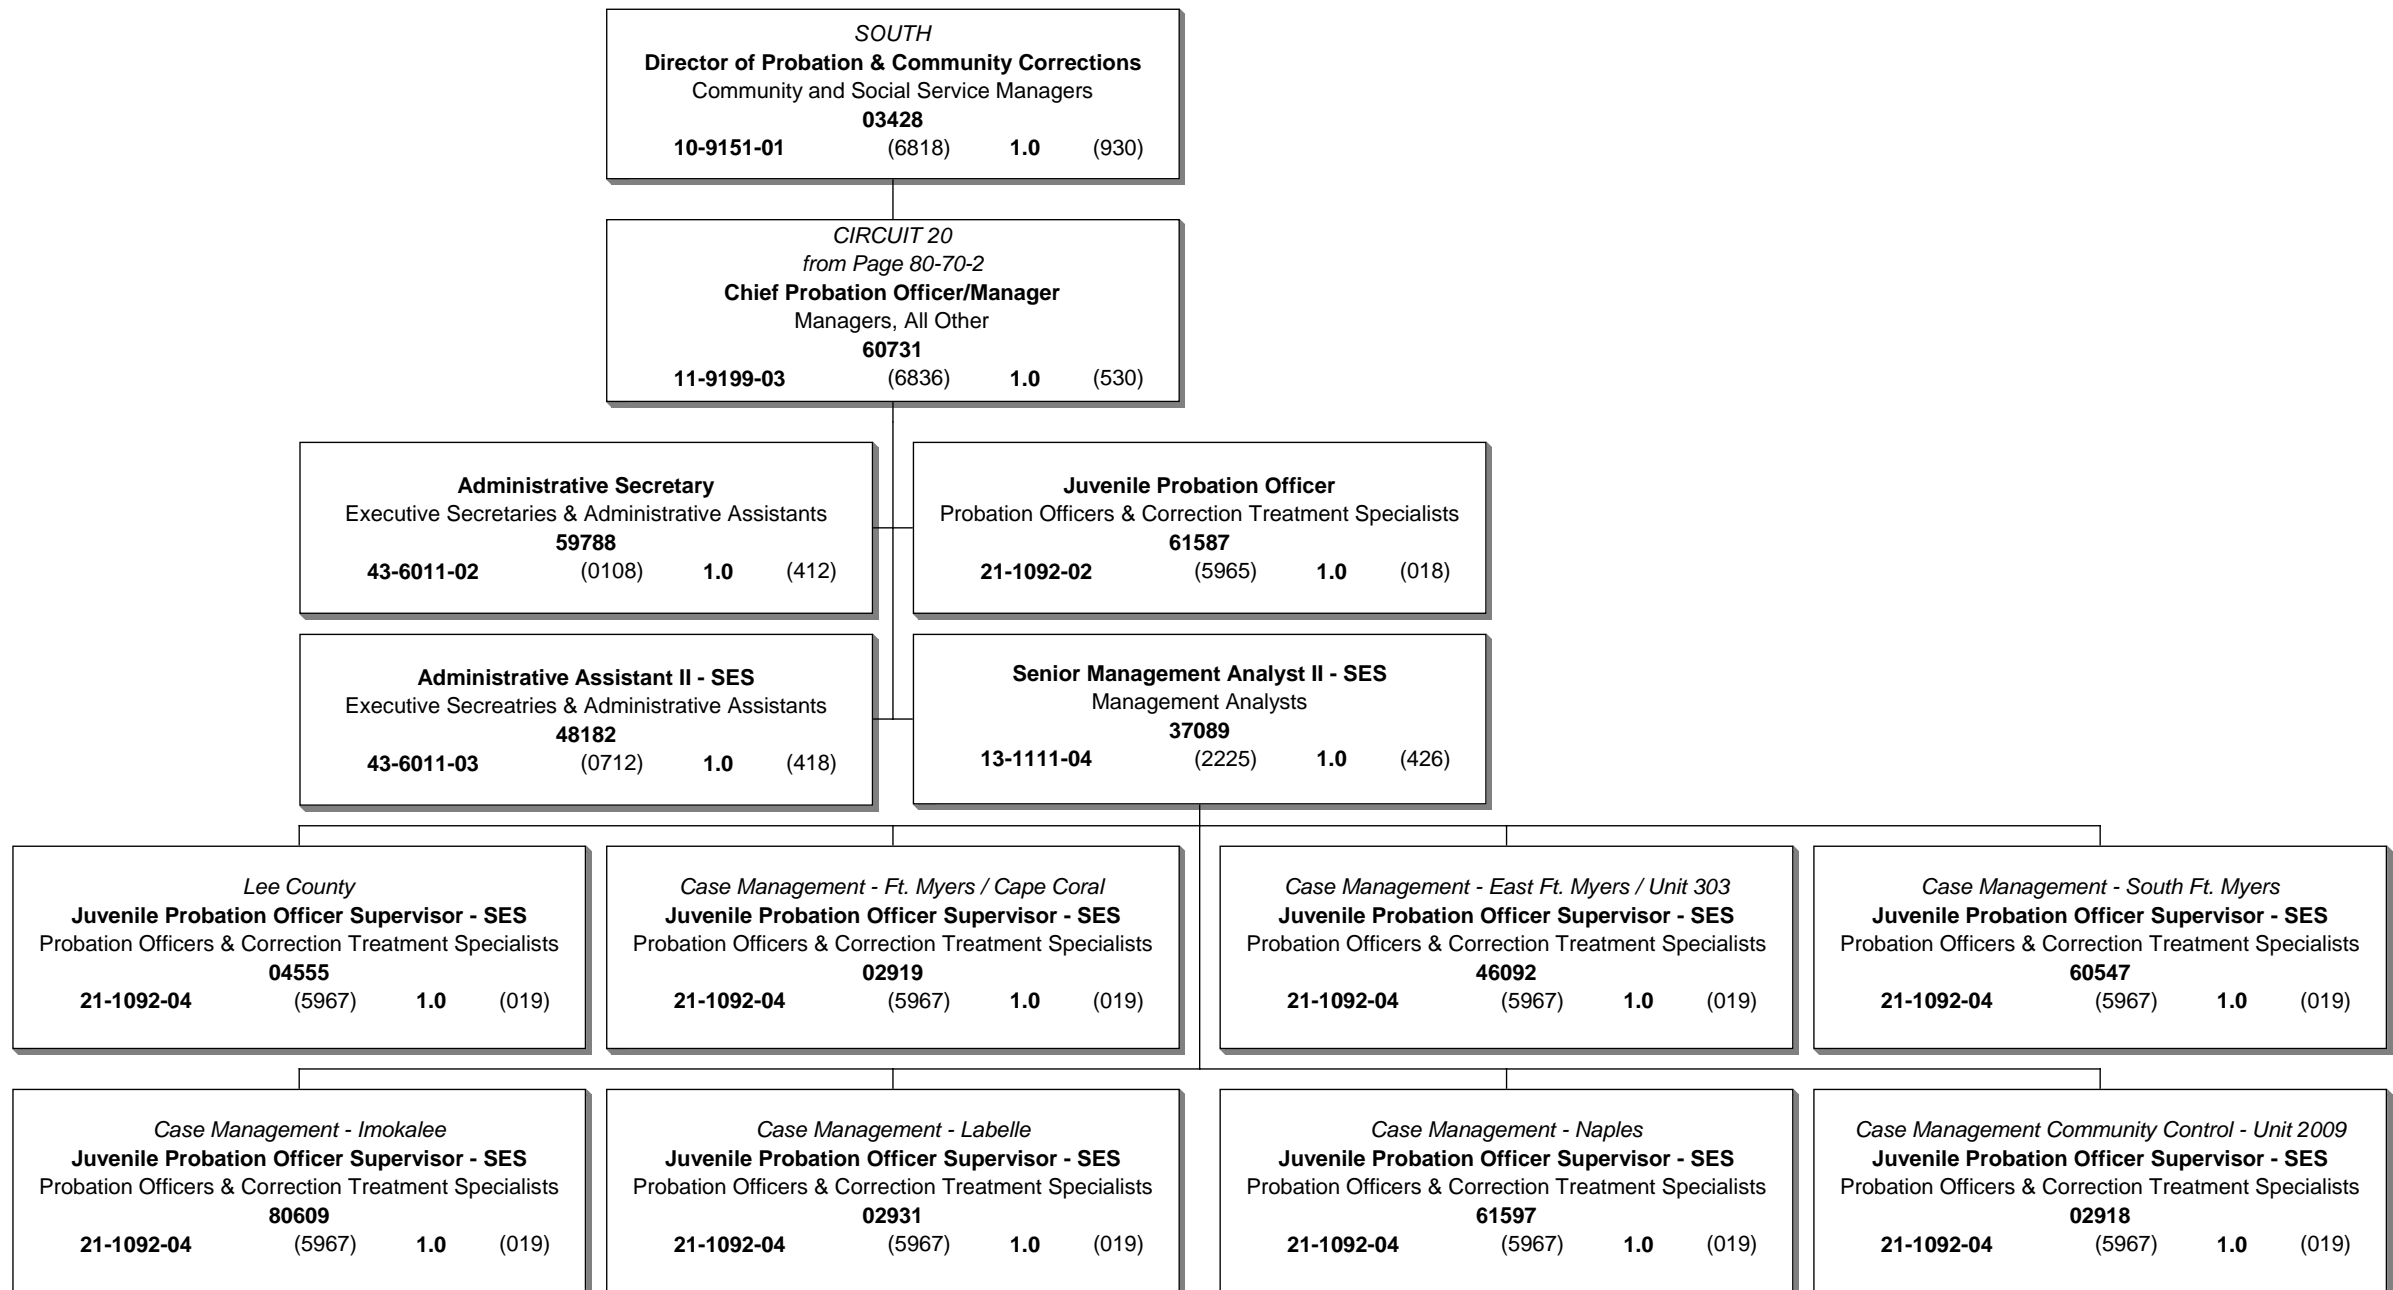 SOUTH
Director of Probation & Community Corrections
Community and Social Service Managers
03428
10-9151-01 (6818) 1.0 (930)
CIRCUIT 20
from Page 80-70-2
Chief Probation Officer/Manager
Managers, All Other
60731
11-9199-03 (6836) 1.0 (530)
Administrative Secretary
Executive Secretaries & Administrative Assistants
59788
43-6011-02 (0108) 1.0 (412)
Juvenile Probation Officer
Probation Officers & Correction Treatment Specialists
61587
21-1092-02 (5965) 1.0 (018)
Administrative Assistant II - SES
Executive Secreatries & Administrative Assistants
48182
43-6011-03 (0712) 1.0 (418)
Senior Management Analyst II - SES
Management Analysts
37089
13-1111-04 (2225) 1.0 (426)
Lee County
Juvenile Probation Officer Supervisor - SES
Probation Officers & Correction Treatment Specialists
04555
21-1092-04 (5967) 1.0 (019)
Case Management - Ft. Myers / Cape Coral
Juvenile Probation Officer Supervisor - SES
Probation Officers & Correction Treatment Specialists
02919
21-1092-04 (5967) 1.0 (019)
Case Management - East Ft. Myers / Unit 303
Juvenile Probation Officer Supervisor - SES
Probation Officers & Correction Treatment Specialists
46092
21-1092-04 (5967) 1.0 (019)
Case Management - South Ft. Myers
Juvenile Probation Officer Supervisor - SES
Probation Officers & Correction Treatment Specialists
60547
21-1092-04 (5967) 1.0 (019)
Case Management - Imokalee
Juvenile Probation Officer Supervisor - SES
Probation Officers & Correction Treatment Specialists
80609
21-1092-04 (5967) 1.0 (019)
Case Management - Labelle
Juvenile Probation Officer Supervisor - SES
Probation Officers & Correction Treatment Specialists
02931
21-1092-04 (5967) 1.0 (019)
Case Management - Naples
Juvenile Probation Officer Supervisor - SES
Probation Officers & Correction Treatment Specialists
61597
21-1092-04 (5967) 1.0 (019)
Case Management Community Control - Unit 2009
Juvenile Probation Officer Supervisor - SES
Probation Officers & Correction Treatment Specialists
02918
21-1092-04 (5967) 1.0 (019)